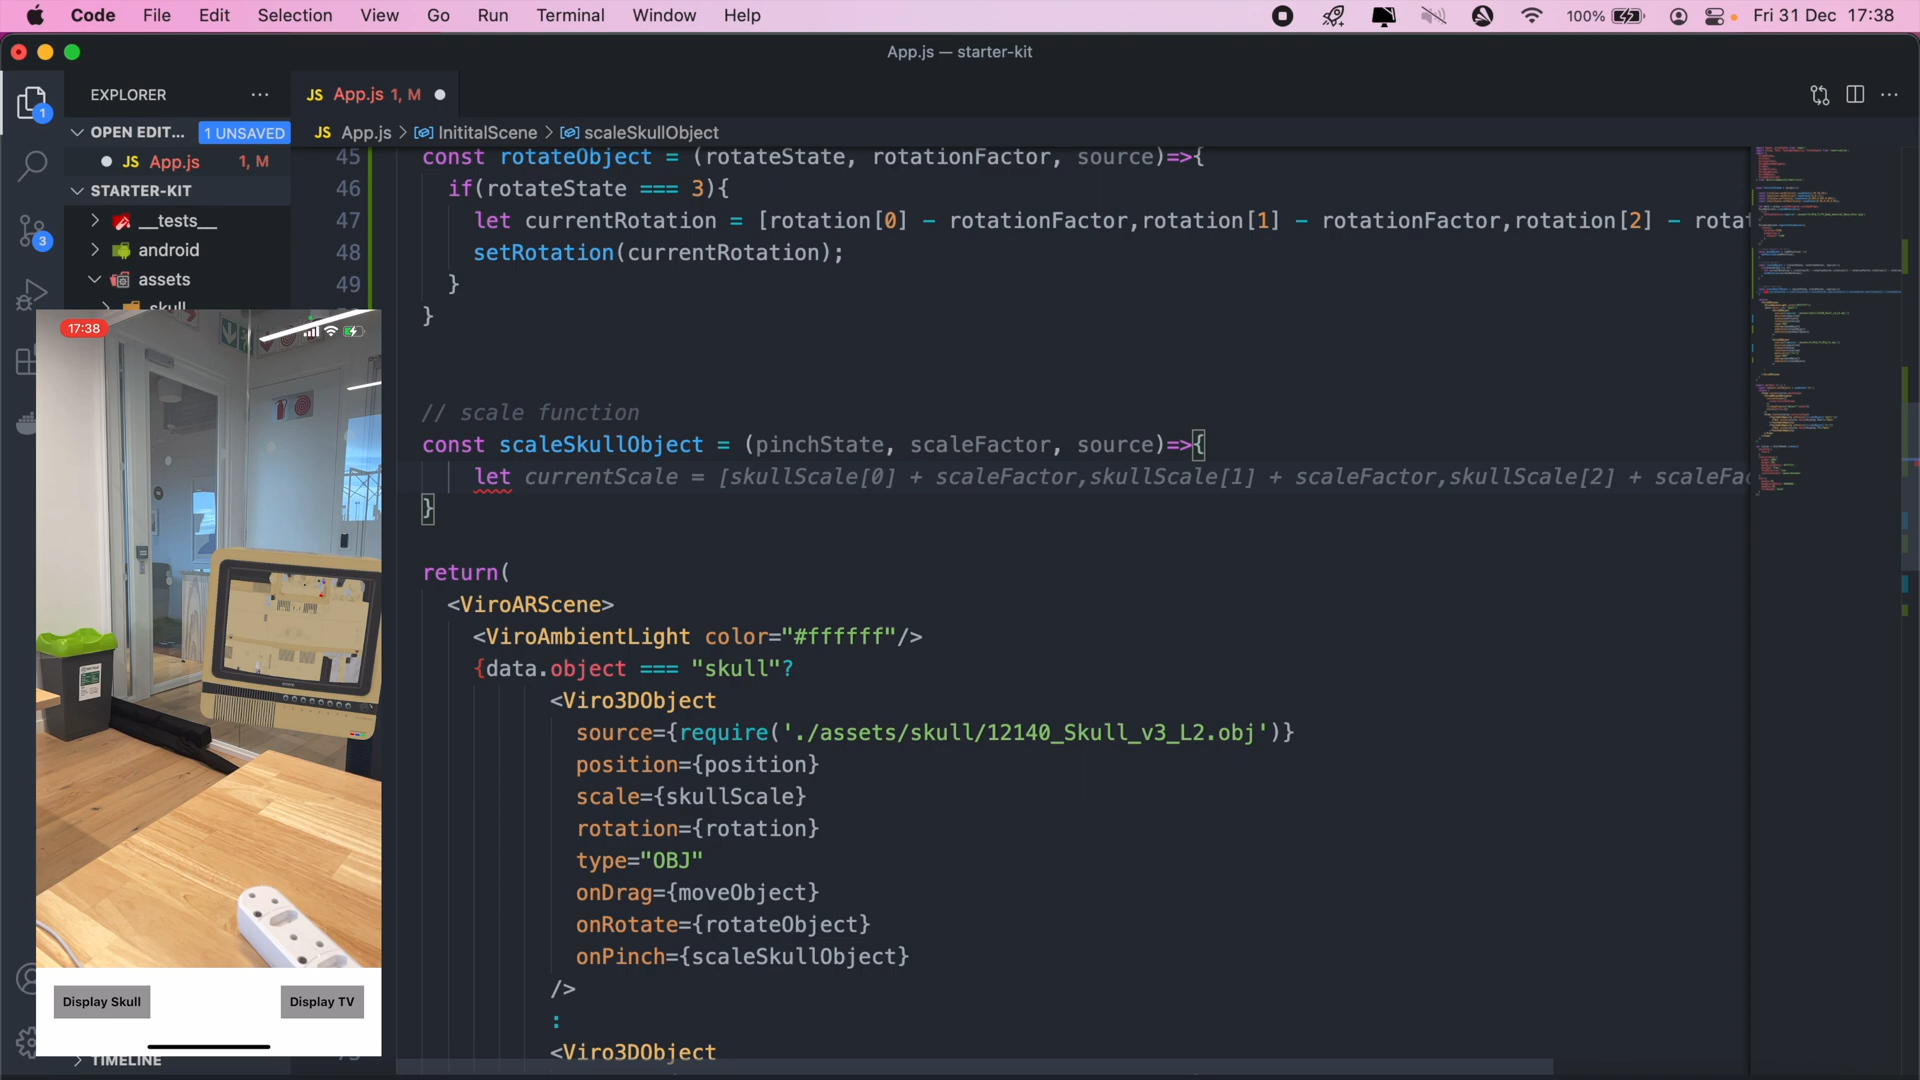 Code File Edit Selection View Go Run Terminal Window Help 100% Fri 31 Dec 17:38
App.js — starter-kit
EXPLORER
JS App.js 1, M
OPEN EDIT... 1 UNSAVED
JS App.js > InititalScene > scaleSkullObject
JS App.js 1, M
STARTER-KIT
__tests__
android
assets
skull
1
3
45 const rotateObject = (rotateState, rotationFactor, source)=>{
46 if(rotateState === 3){
47 let currentRotation = [rotation[0] - rotationFactor,rotation[1] - rotationFactor,rotation[2] - rotat
48 setRotation(currentRotation);
49 }
}
// scale function
const scaleSkullObject = (pinchState, scaleFactor, source)=>{
let currentScale = [skullScale[0] + scaleFactor,skullScale[1] + scaleFactor,skullScale[2] + scaleFac
}
return(
<ViroARScene>
<ViroAmbientLight color="#ffffff"/>
{data.object === "skull"?
<Viro3DObject
source={require('./assets/skull/12140_Skull_v3_L2.obj')}
position={position}
scale={skullScale}
rotation={rotation}
type="OBJ"
onDrag={moveObject}
onRotate={rotateObject}
onPinch={scaleSkullObject}
/>
:
<Viro3DObject
17:38
Display Skull Display TV
TIMELINE